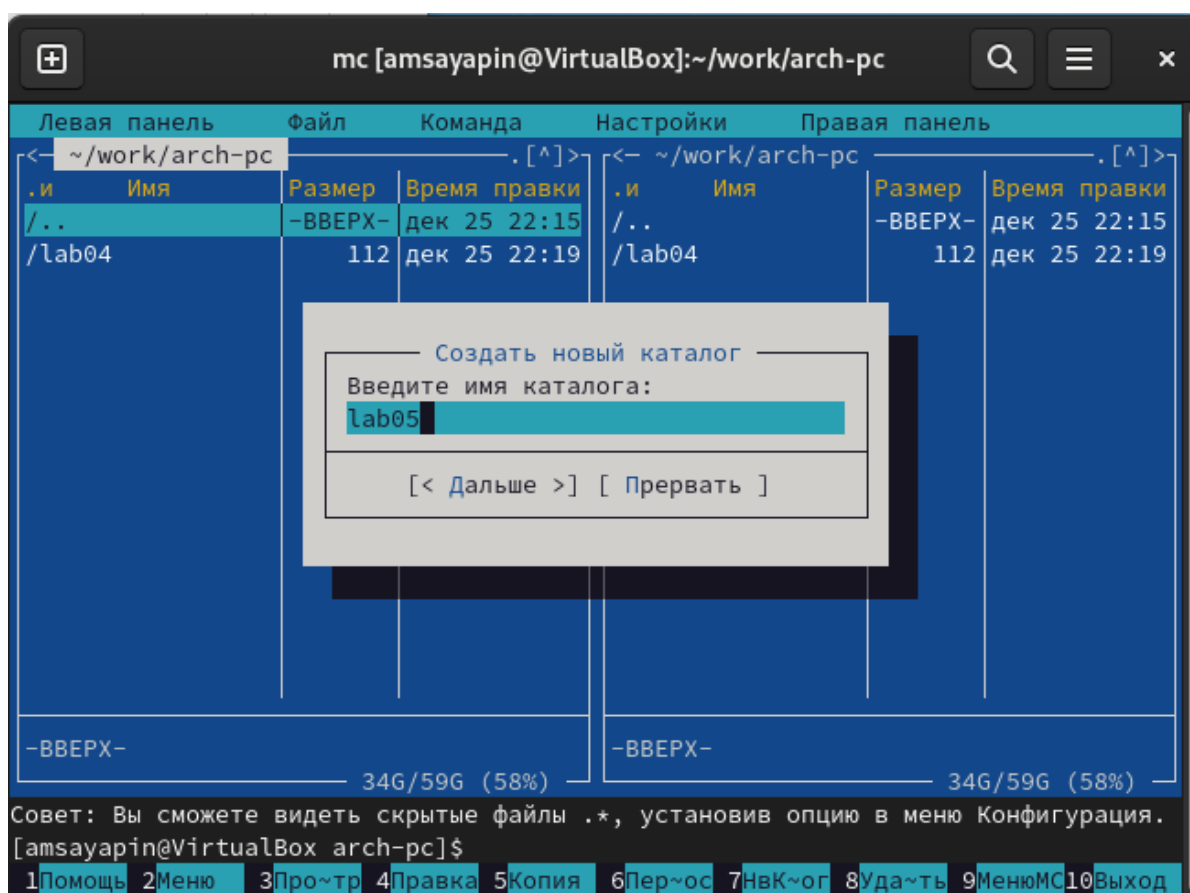 mc [amsayapin@VirtualBox]:~/work/arch-pc
Левая панель Файл Команда Настройки Правая панель
<— ~/work/arch-pc .[^]> <— ~/work/arch-pc .[^]>
.и Имя Размер Время правки .и Имя Размер Время правки
/.. -ВВЕРХ- дек 25 22:15 /.. -ВВЕРХ- дек 25 22:15
/lab04 112 дек 25 22:19 /lab04 112 дек 25 22:19
Создать новый каталог
Введите имя каталога:
lab05
[< Дальше >] [ Прервать ]
-ВВЕРХ- -ВВЕРХ-
34G/59G (58%) 34G/59G (58%)
Совет: Вы сможете видеть скрытые файлы .*, установив опцию в меню Конфигурация.
[amsayapin@VirtualBox arch-pc]$
1Помощь 2Меню 3Про~тр 4Правка 5Копия 6Пер~ос 7НвК~ог 8Уда~ть 9МенюMC 10Выход